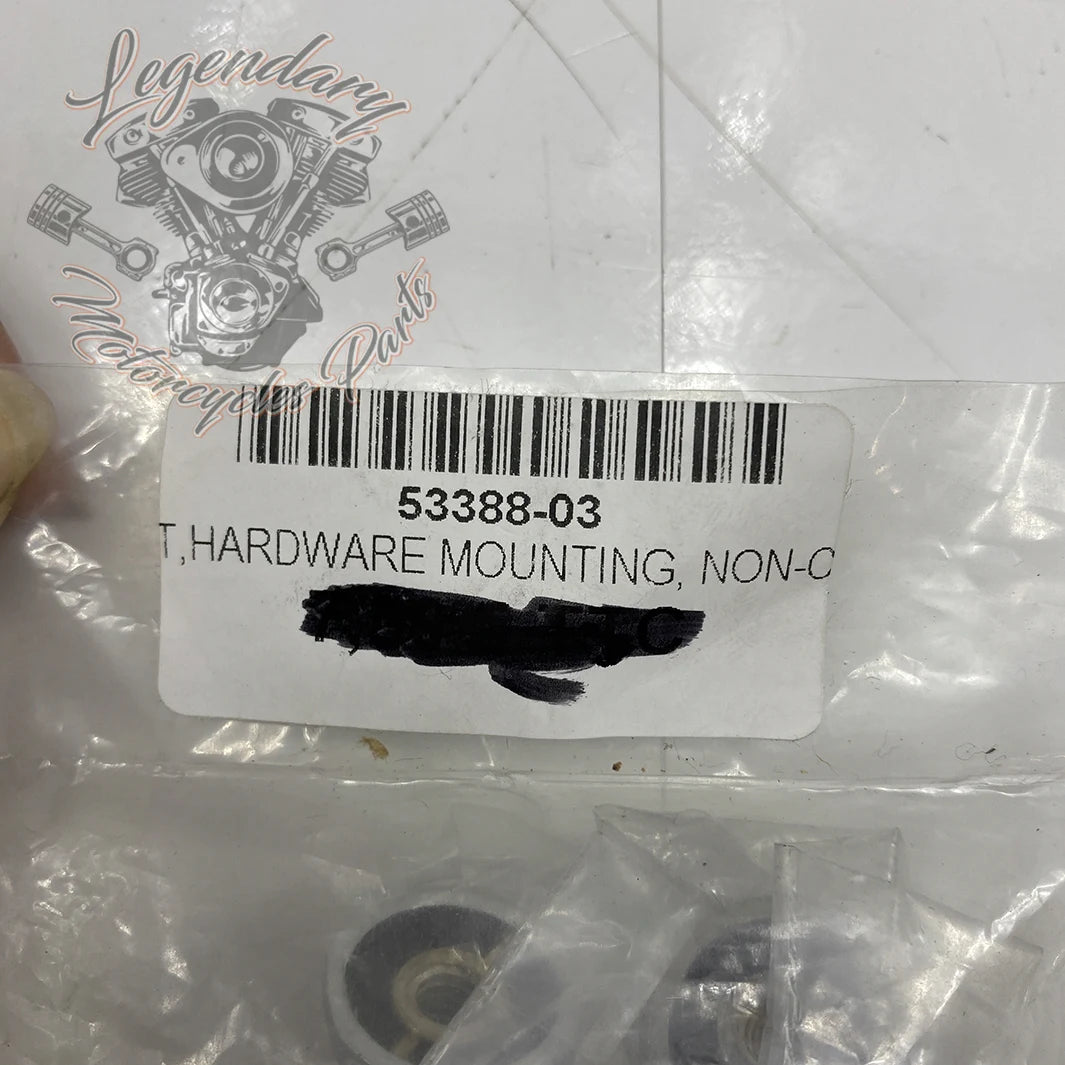 Legendary
Motorcycles Parts
53388-03
T,HARDWARE MOUNTING, NON-C